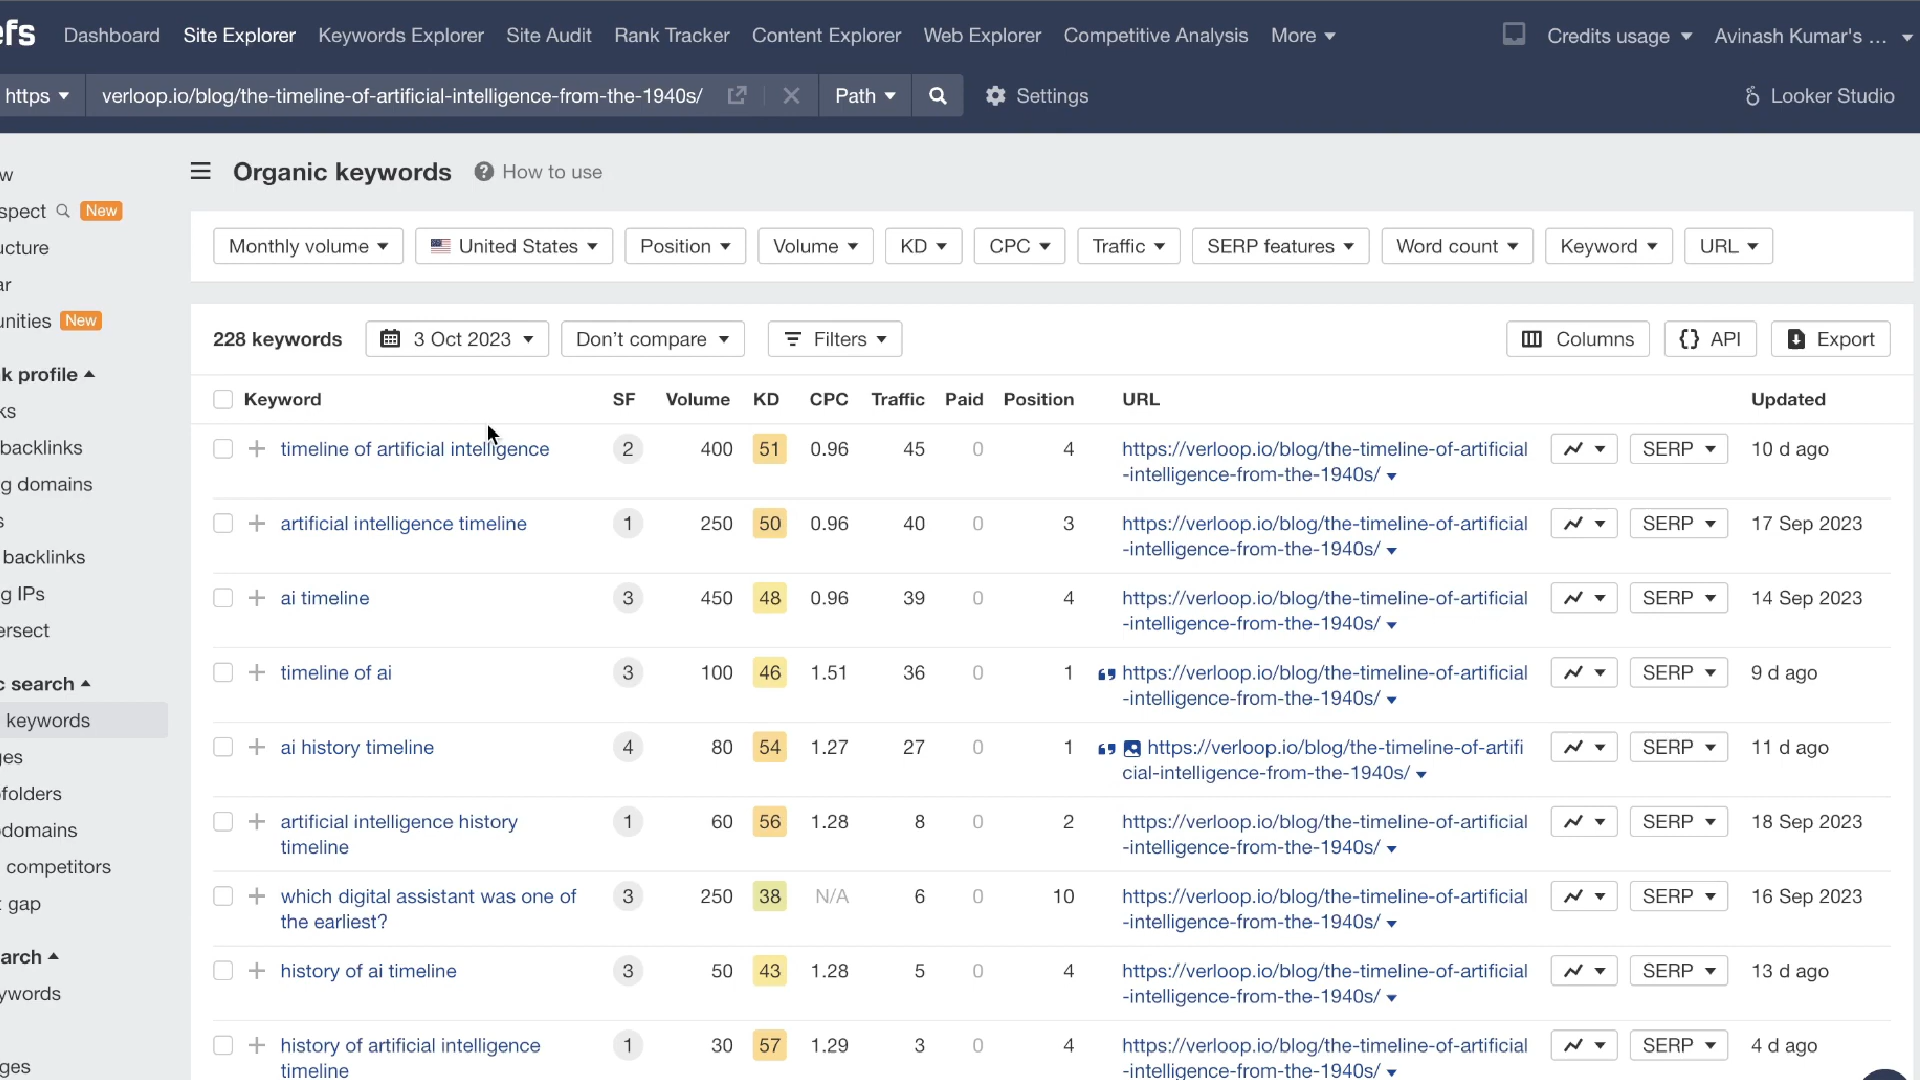 efs Dashboard Site Explorer Keywords Explorer Site Audit Rank Tracker Content Explorer Web Explorer Competitive Analysis More Credits usage Avinash Kumar's ...
https verloop.io/blog/the-timeline-of-artificial-intelligence-from-the-1940s/ Path Settings Looker Studio
w
spect New
ucture
ar
unities New
k profile
ks
backlinks
g domains
s
backlinks
g IPs
ersect
c search
keywords
ges
ofolders
odomains
competitors
t gap
arch
ywords
ges
Organic keywords How to use
Monthly volume United States Position Volume KD CPC Traffic SERP features Word count Keyword URL
228 keywords 3 Oct 2023 Don't compare Filters Columns {} API Export
Keyword SF Volume KD CPC Traffic Paid Position URL Updated
timeline of artificial intelligence 2 400 51 0.96 45 0 4 https://verloop.io/blog/the-timeline-of-artificial SERP 10 d ago
-intelligence-from-the-1940s/
artificial intelligence timeline 1 250 50 0.96 40 0 3 https://verloop.io/blog/the-timeline-of-artificial SERP 17 Sep 2023
-intelligence-from-the-1940s/
ai timeline 3 450 48 0.96 39 0 4 https://verloop.io/blog/the-timeline-of-artificial SERP 14 Sep 2023
-intelligence-from-the-1940s/
timeline of ai 3 100 46 1.51 36 0 1 https://verloop.io/blog/the-timeline-of-artificial SERP 9 d ago
-intelligence-from-the-1940s/
ai history timeline 4 80 54 1.27 27 0 1 https://verloop.io/blog/the-timeline-of-artifi SERP 11 d ago
cial-intelligence-from-the-1940s/
artificial intelligence history 1 60 56 1.28 8 0 2 https://verloop.io/blog/the-timeline-of-artificial SERP 18 Sep 2023
timeline -intelligence-from-the-1940s/
which digital assistant was one of 3 250 38 N/A 6 0 10 https://verloop.io/blog/the-timeline-of-artificial SERP 16 Sep 2023
the earliest? -intelligence-from-the-1940s/
history of ai timeline 3 50 43 1.28 5 0 4 https://verloop.io/blog/the-timeline-of-artificial SERP 13 d ago
-intelligence-from-the-1940s/
history of artificial intelligence 1 30 57 1.29 3 0 4 https://verloop.io/blog/the-timeline-of-artificial SERP 4 d ago
timeline -intelligence-from-the-1940s/